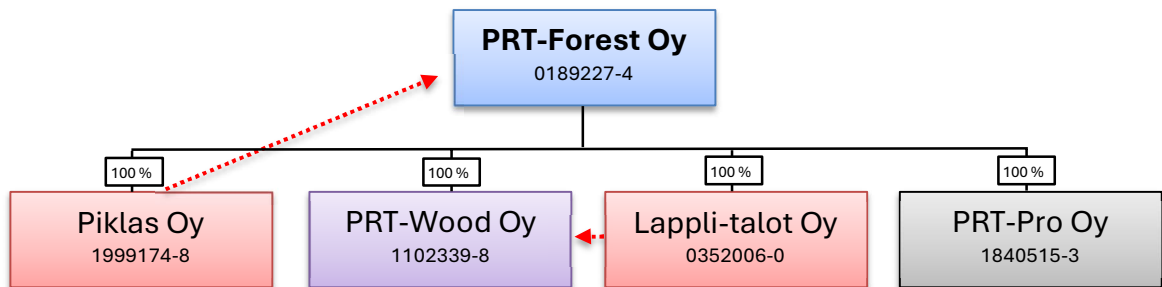 PRT-Forest Oy
0189227-4
100 %
100 %
100 %
100 %
Piklas Oy
1999174-8
PRT-Wood Oy
1102339-8
Lappli-talot Oy
0352006-0
PRT-Pro Oy
1840515-3